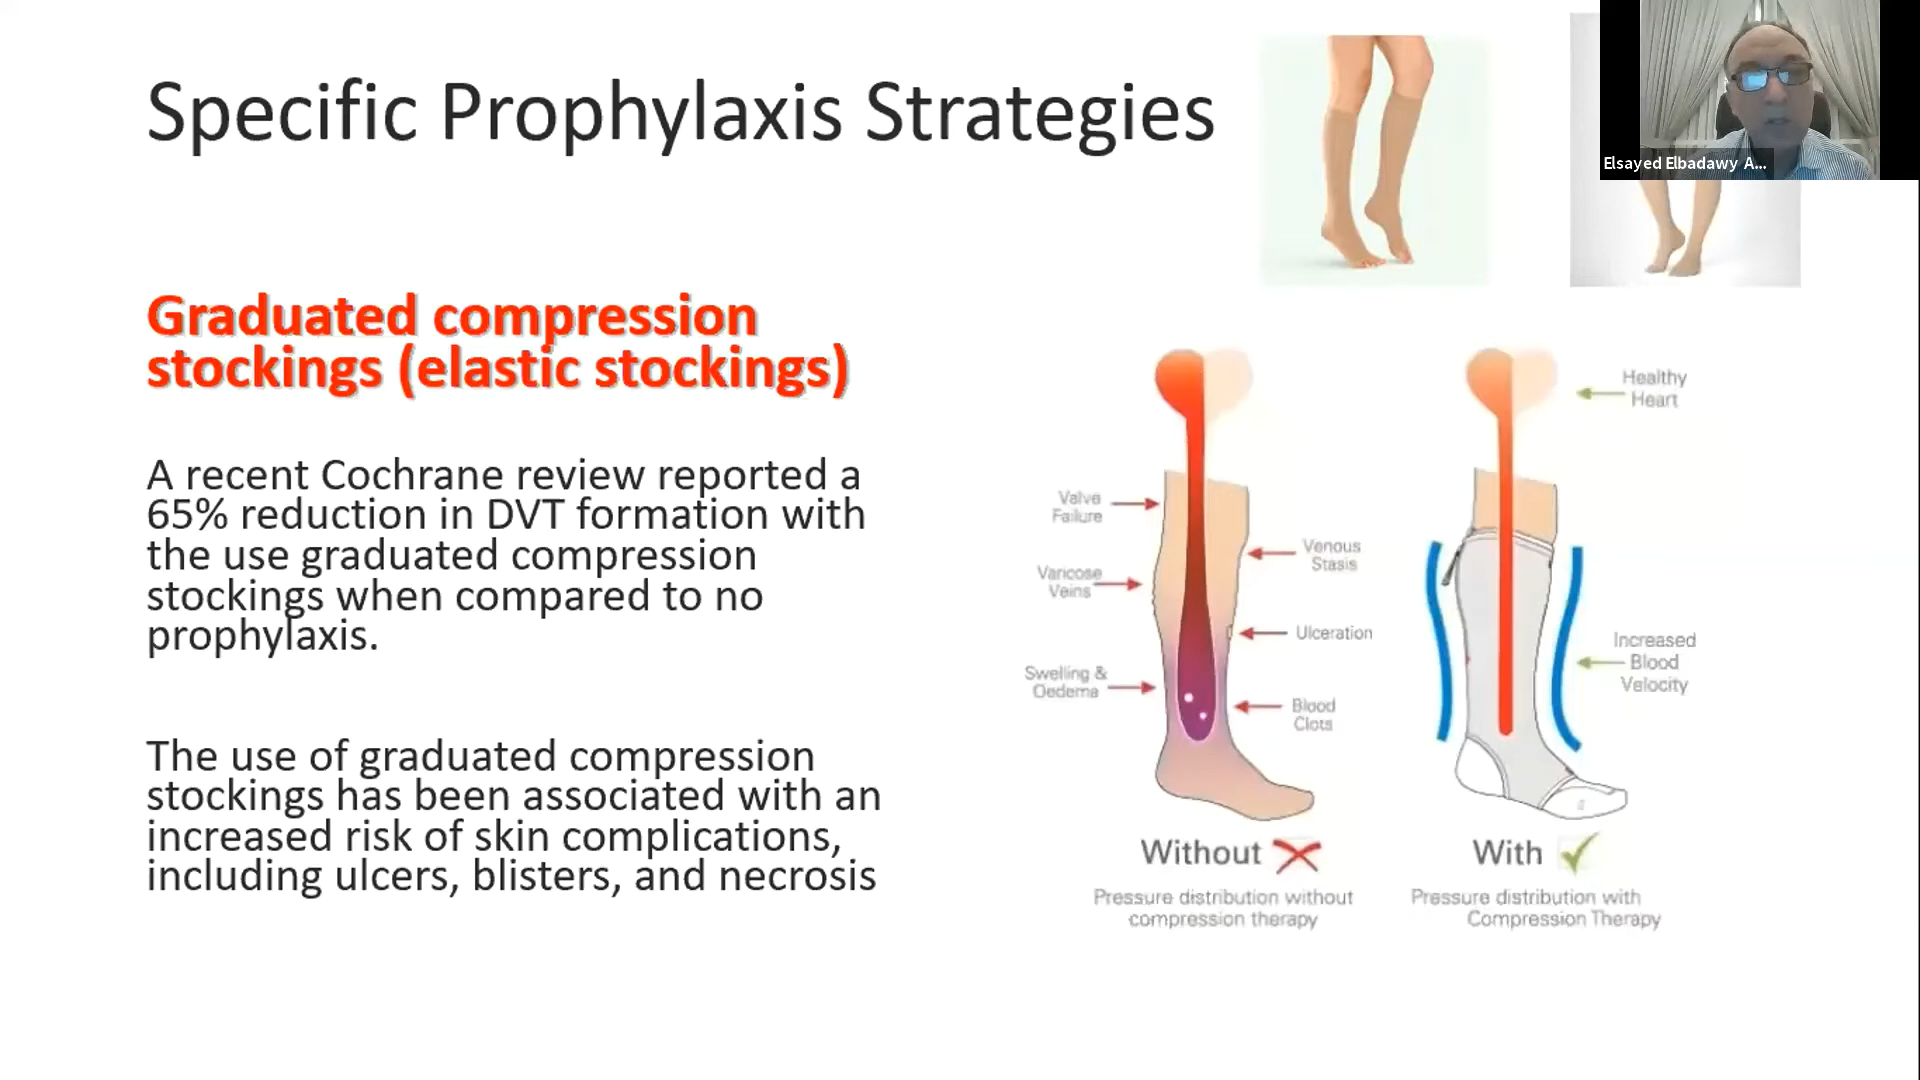 Specific Prophylaxis Strategies
Elsayed Elbadawy A...
Graduated compression
stockings (elastic stockings)
A recent Cochrane review reported a
65% reduction in DVT formation with
the use graduated compression
stockings when compared to no
prophylaxis.
The use of graduated compression
stockings has been associated with an
increased risk of skin complications,
including ulcers, blisters, and necrosis
Valve
Failure
Varicose
Veins
Swelling &
Oedema
Venous
Stasis
Ulceration
Blood
Clots
Without
Pressure distribution without
compression therapy
Healthy
Heart
Increased
Blood
Velocity
With
Pressure distribution with
Compression Therapy